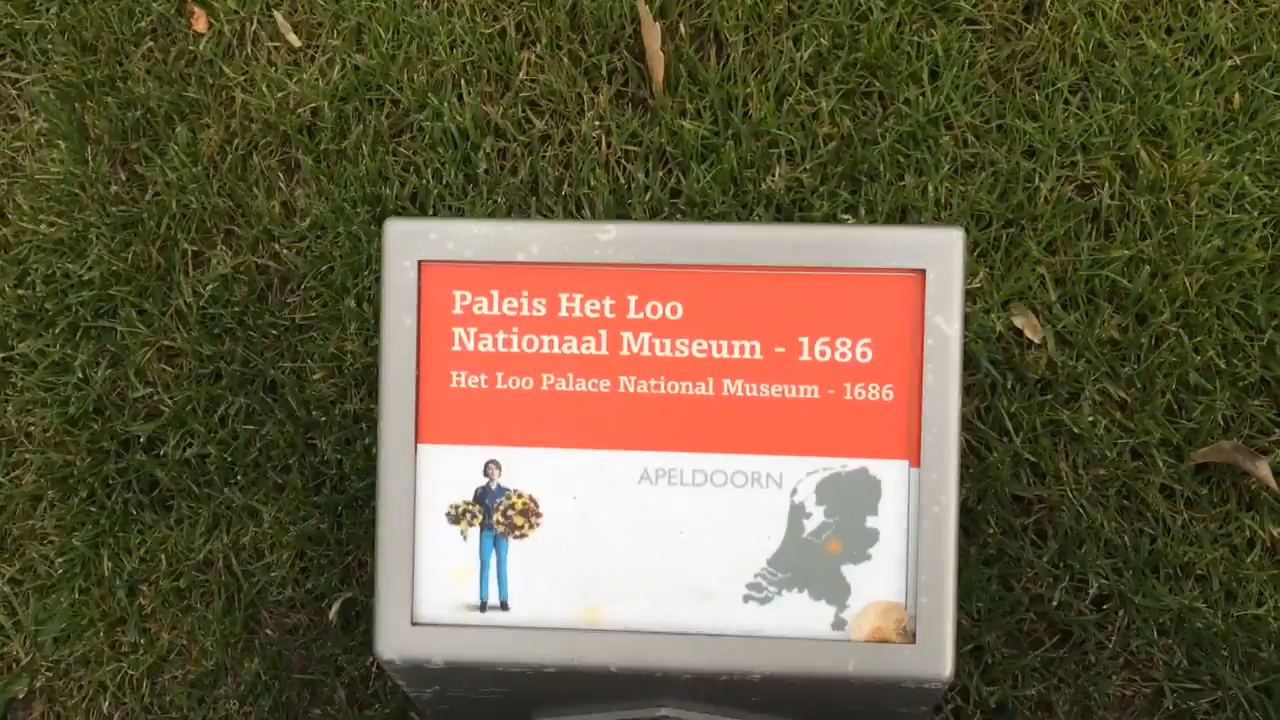 Paleis Het Loo
Nationaal Museum - 1686
Het Loo Palace National Museum - 1686
APELDOORN